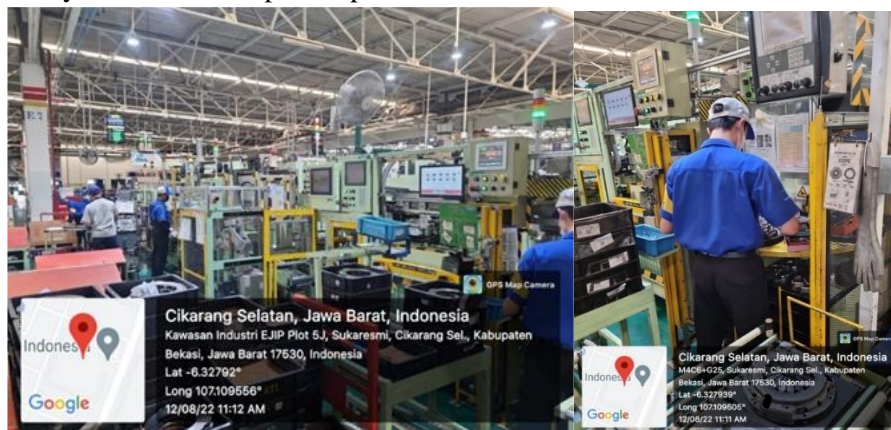 E7
GPS Map Camera
Cikarang Selatan, Jawa Barat, Indonesia
Kawasan Industri EJIP Plot 5J, Sukaresmi, Cikarang Sel., Kabupaten
Bekasi, Jawa Barat 17530, Indonesia
Lat -6.32792°
Long 107.109556°
12/08/22 11:12 AM
Google
GPS Map Camera
Cikarang Selatan, Jawa Barat, Indonesia
M4C6+G25, Sukaresmi, Cikarang Sel., Kabupaten
Bekasi, Jawa Barat 17530, Indonesia
Lat -6.327939°
Long 107.109505°
12/08/22 11:11 AM
Google